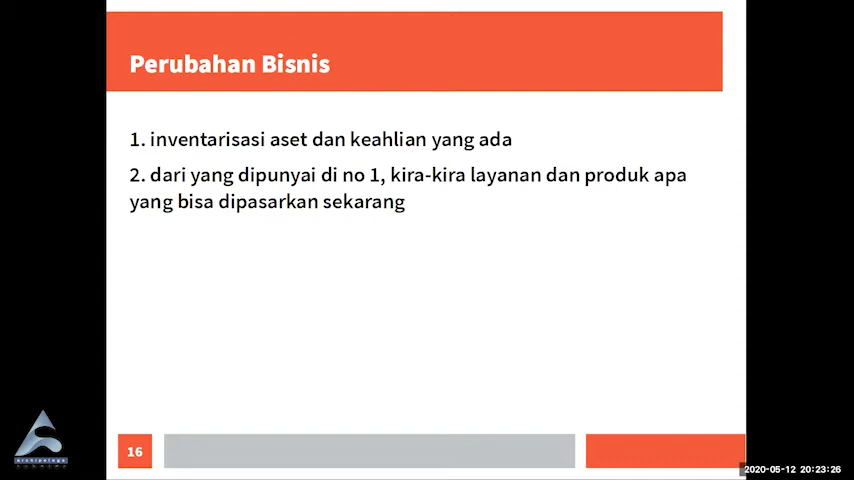 Perubahan Bisnis
1. inventarisasi aset dan keahlian yang ada
2. dari yang dipunyai di no 1, kira-kira layanan dan produk apa
yang bisa dipasarkan sekarang
archipelago
16
2020-05-12 20:23:26